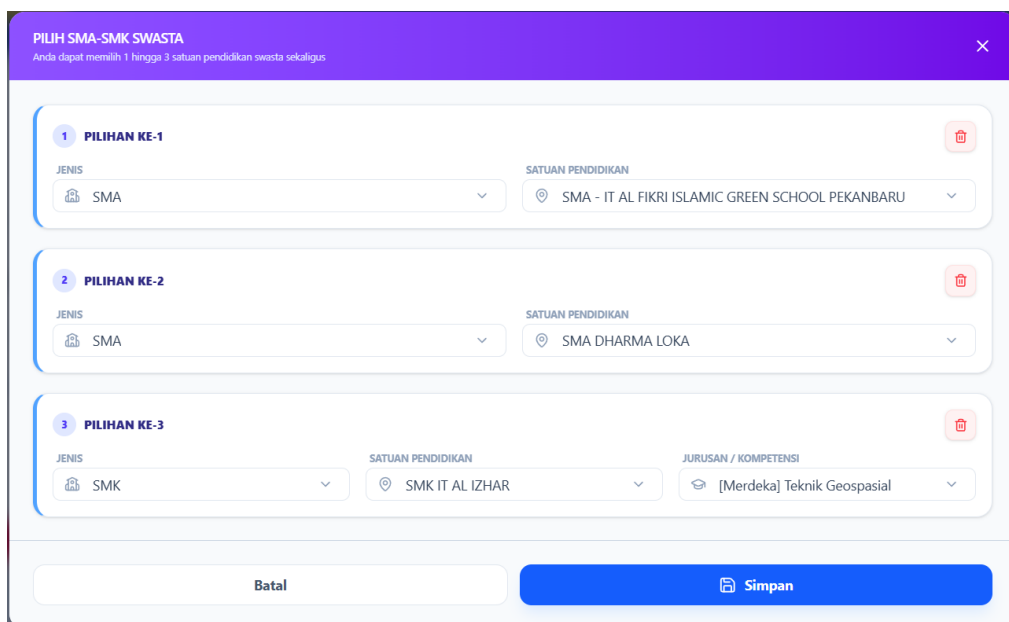 PILIH SMA-SMK SWASTA
Anda dapat memilih 1 hingga 3 satuan pendidikan swasta sekaligus
1 PILIHAN KE-1
JENIS SATUAN PENDIDIKAN
SMA SMA - IT AL FIKRI ISLAMIC GREEN SCHOOL PEKANBARU
2 PILIHAN KE-2
JENIS SATUAN PENDIDIKAN
SMA SMA DHARMA LOKA
3 PILIHAN KE-3
JENIS SATUAN PENDIDIKAN JURUSAN / KOMPETENSI
SMK SMK IT AL IZHAR [Merdeka] Teknik Geospasial
Batal Simpan